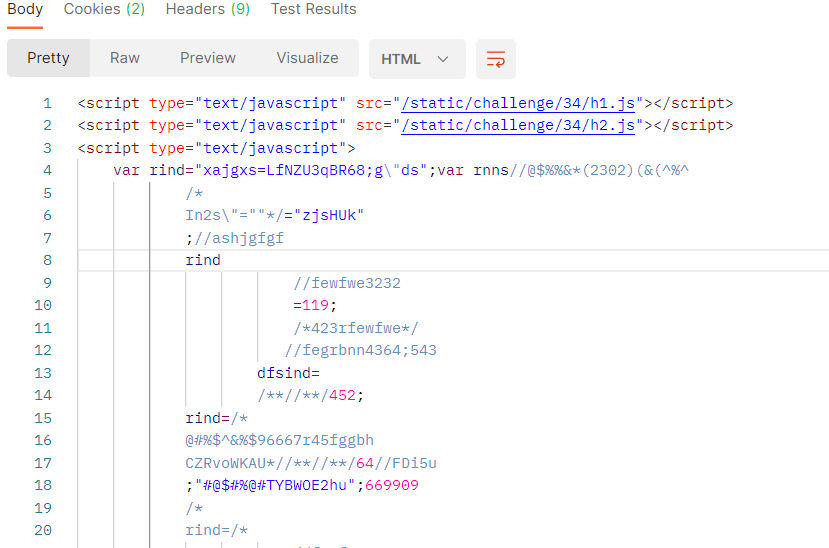 Body Cookies (2) Headers (9) Test Results
Pretty Raw Preview Visualize HTML
1 <script type="text/javascript" src="/static/challenge/34/h1.js"></script>
2 <script type="text/javascript" src="/static/challenge/34/h2.js"></script>
3 <script type="text/javascript">
4 var rind="xajgxs=LfNZU3qBR68;g\"ds";var rnns//@$%%&*(2302)(&(^%^
5 /*
6 In2s\"=""*/="zjsHUk"
7 ;//ashjgfgf
8 rind
9 //fewfwe3232
10 =119;
11 /*423rfewfwe*/
12 //fegrbnn4364;543
13 dfsind=
14 /**//**/452;
15 rind=/*
16 @#%$^&%$96667r45fggbh
17 CZRvoWKAU*//**//**/64//FDi5u
18 ;"#@$#%@#TYBWOE2hu";669909
19 /*
20 rind=/*